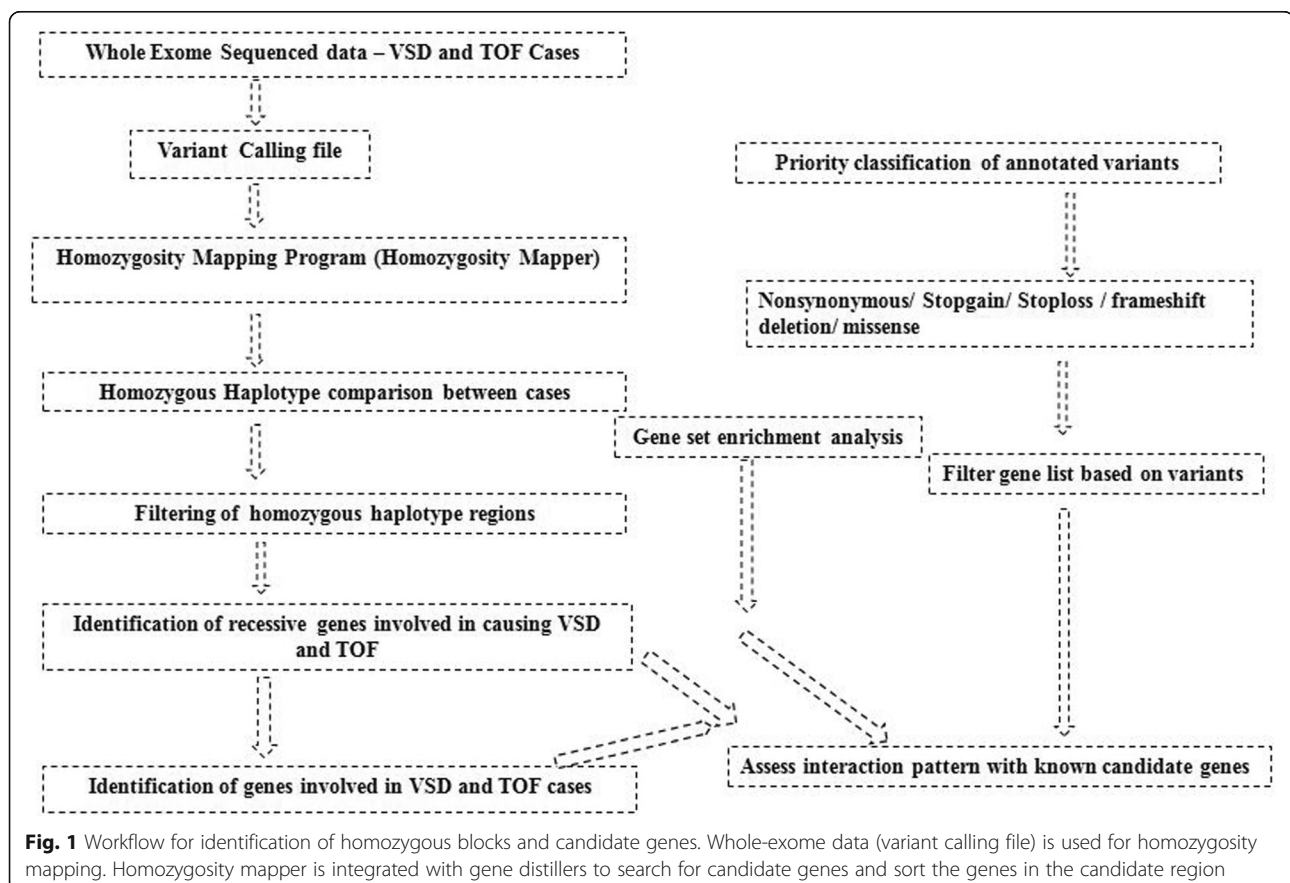 Whole Exome Sequenced data – VSD and TOF Cases
Variant Calling file
Homozygosity Mapping Program (Homozygosity Mapper)
Homozygous Haplotype comparison between cases
Filtering of homozygous haplotype regions
Identification of recessive genes involved in causing VSD
and TOF
Identification of genes involved in VSD and TOF cases
Gene set enrichment analysis
Priority classification of annotated variants
Nonsynonymous/ Stopgain/ Stoploss / frameshift
deletion/ missense
Filter gene list based on variants
Assess interaction pattern with known candidate genes
Fig. 1 Workflow for identification of homozygous blocks and candidate genes. Whole-exome data (variant calling file) is used for homozygosity
mapping. Homozygosity mapper is integrated with gene distillers to search for candidate genes and sort the genes in the candidate region